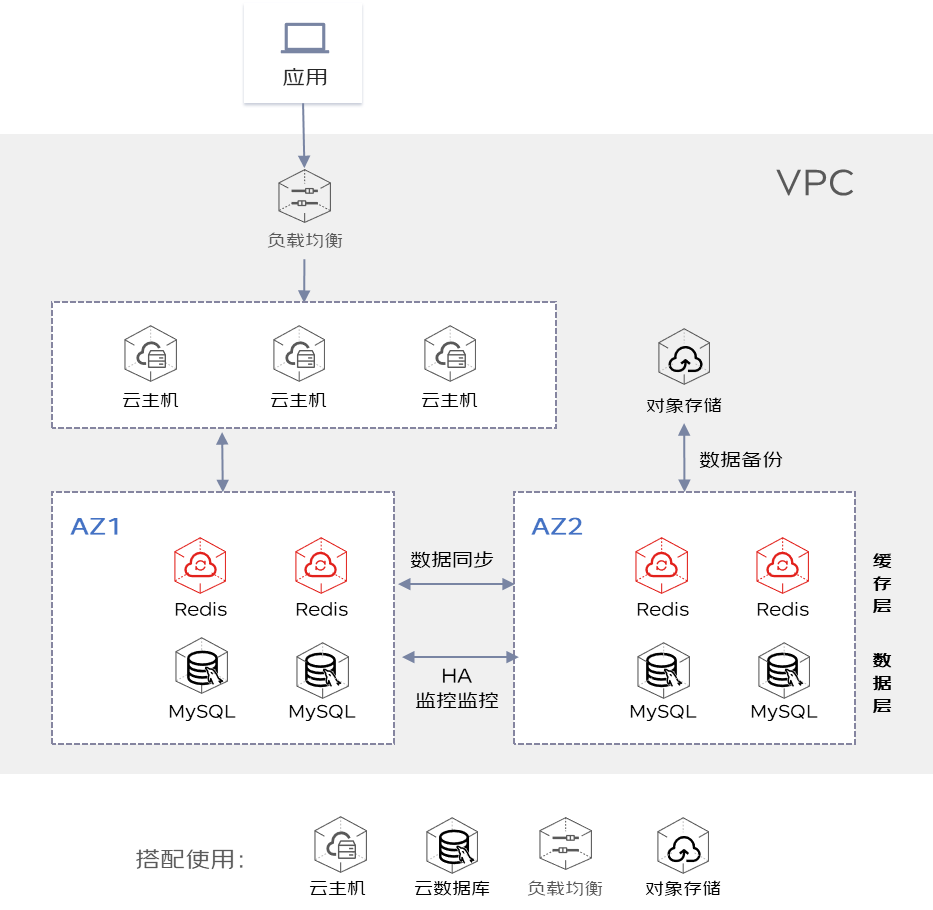 应用
VPC
负载均衡
云主机 云主机 云主机
对象存储
数据备份
AZ1
Redis Redis
MySQL MySQL
数据同步
HA
监控监控
AZ2
Redis Redis
MySQL MySQL
缓存层
数据层
搭配使用：
云主机 云数据库 负载均衡 对象存储